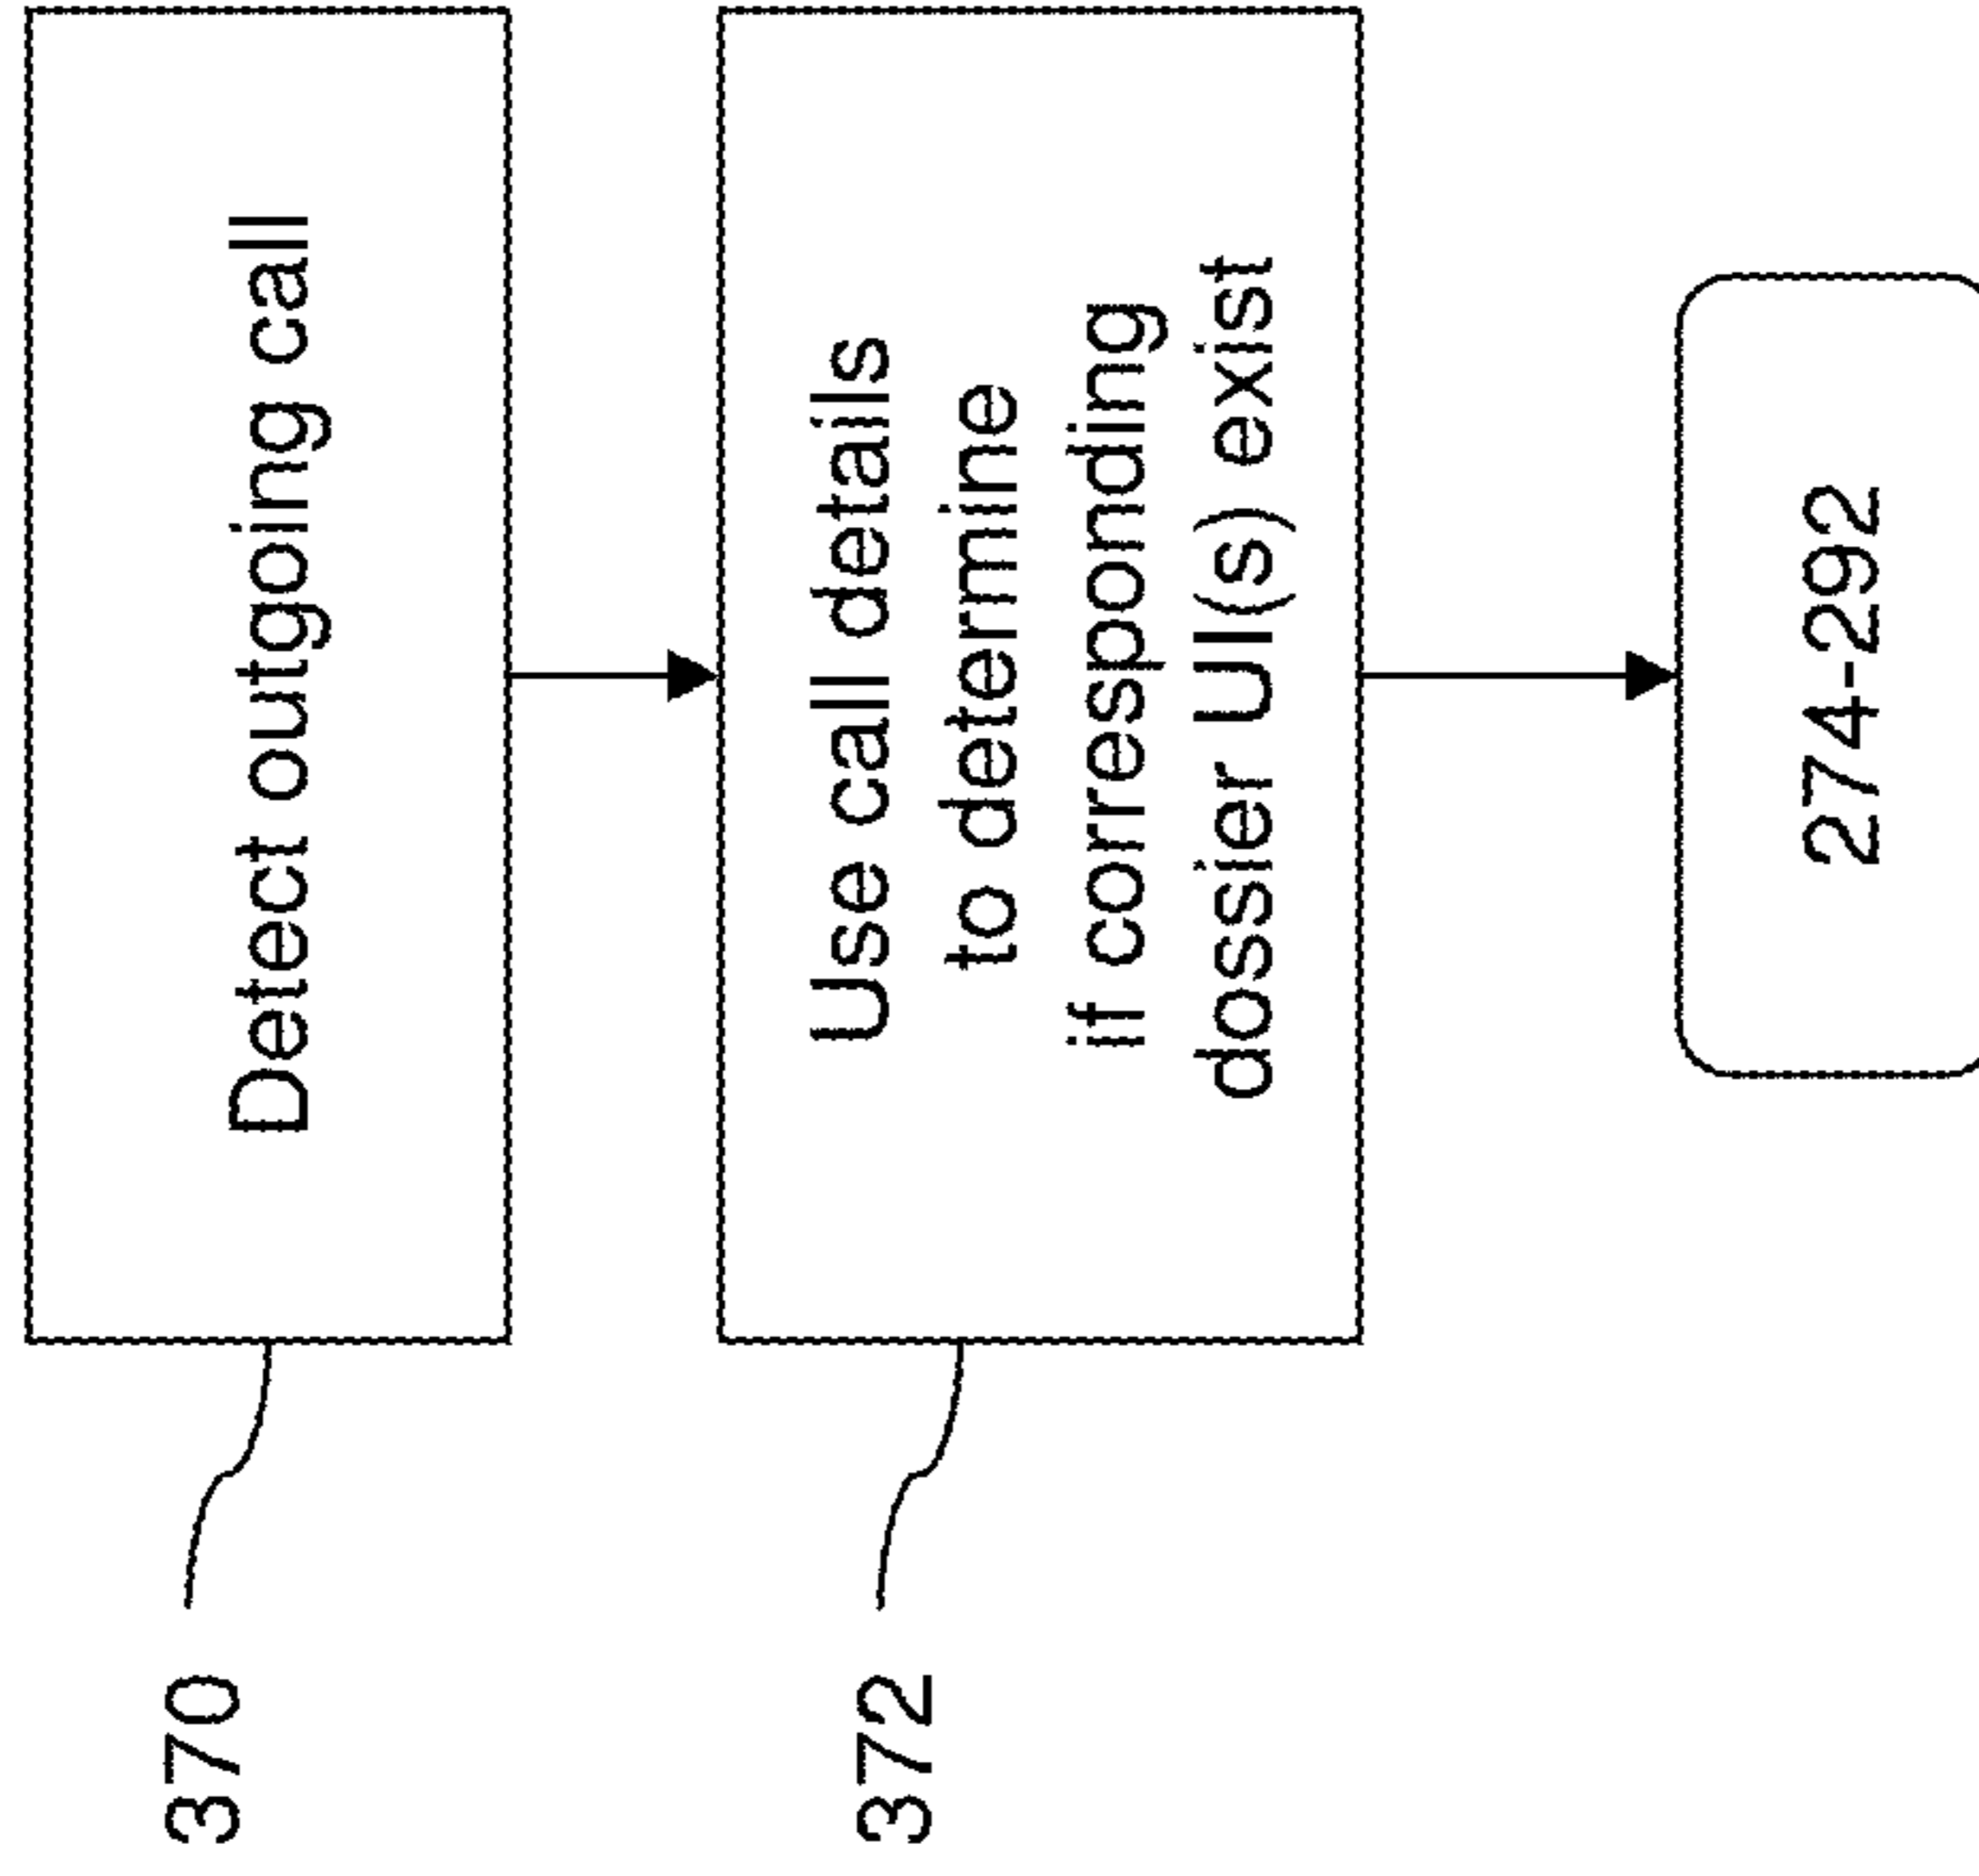 370
Detect outgoing call
372
Use call details
to determine
if corresponding
dossier UI(s) exist
274-292